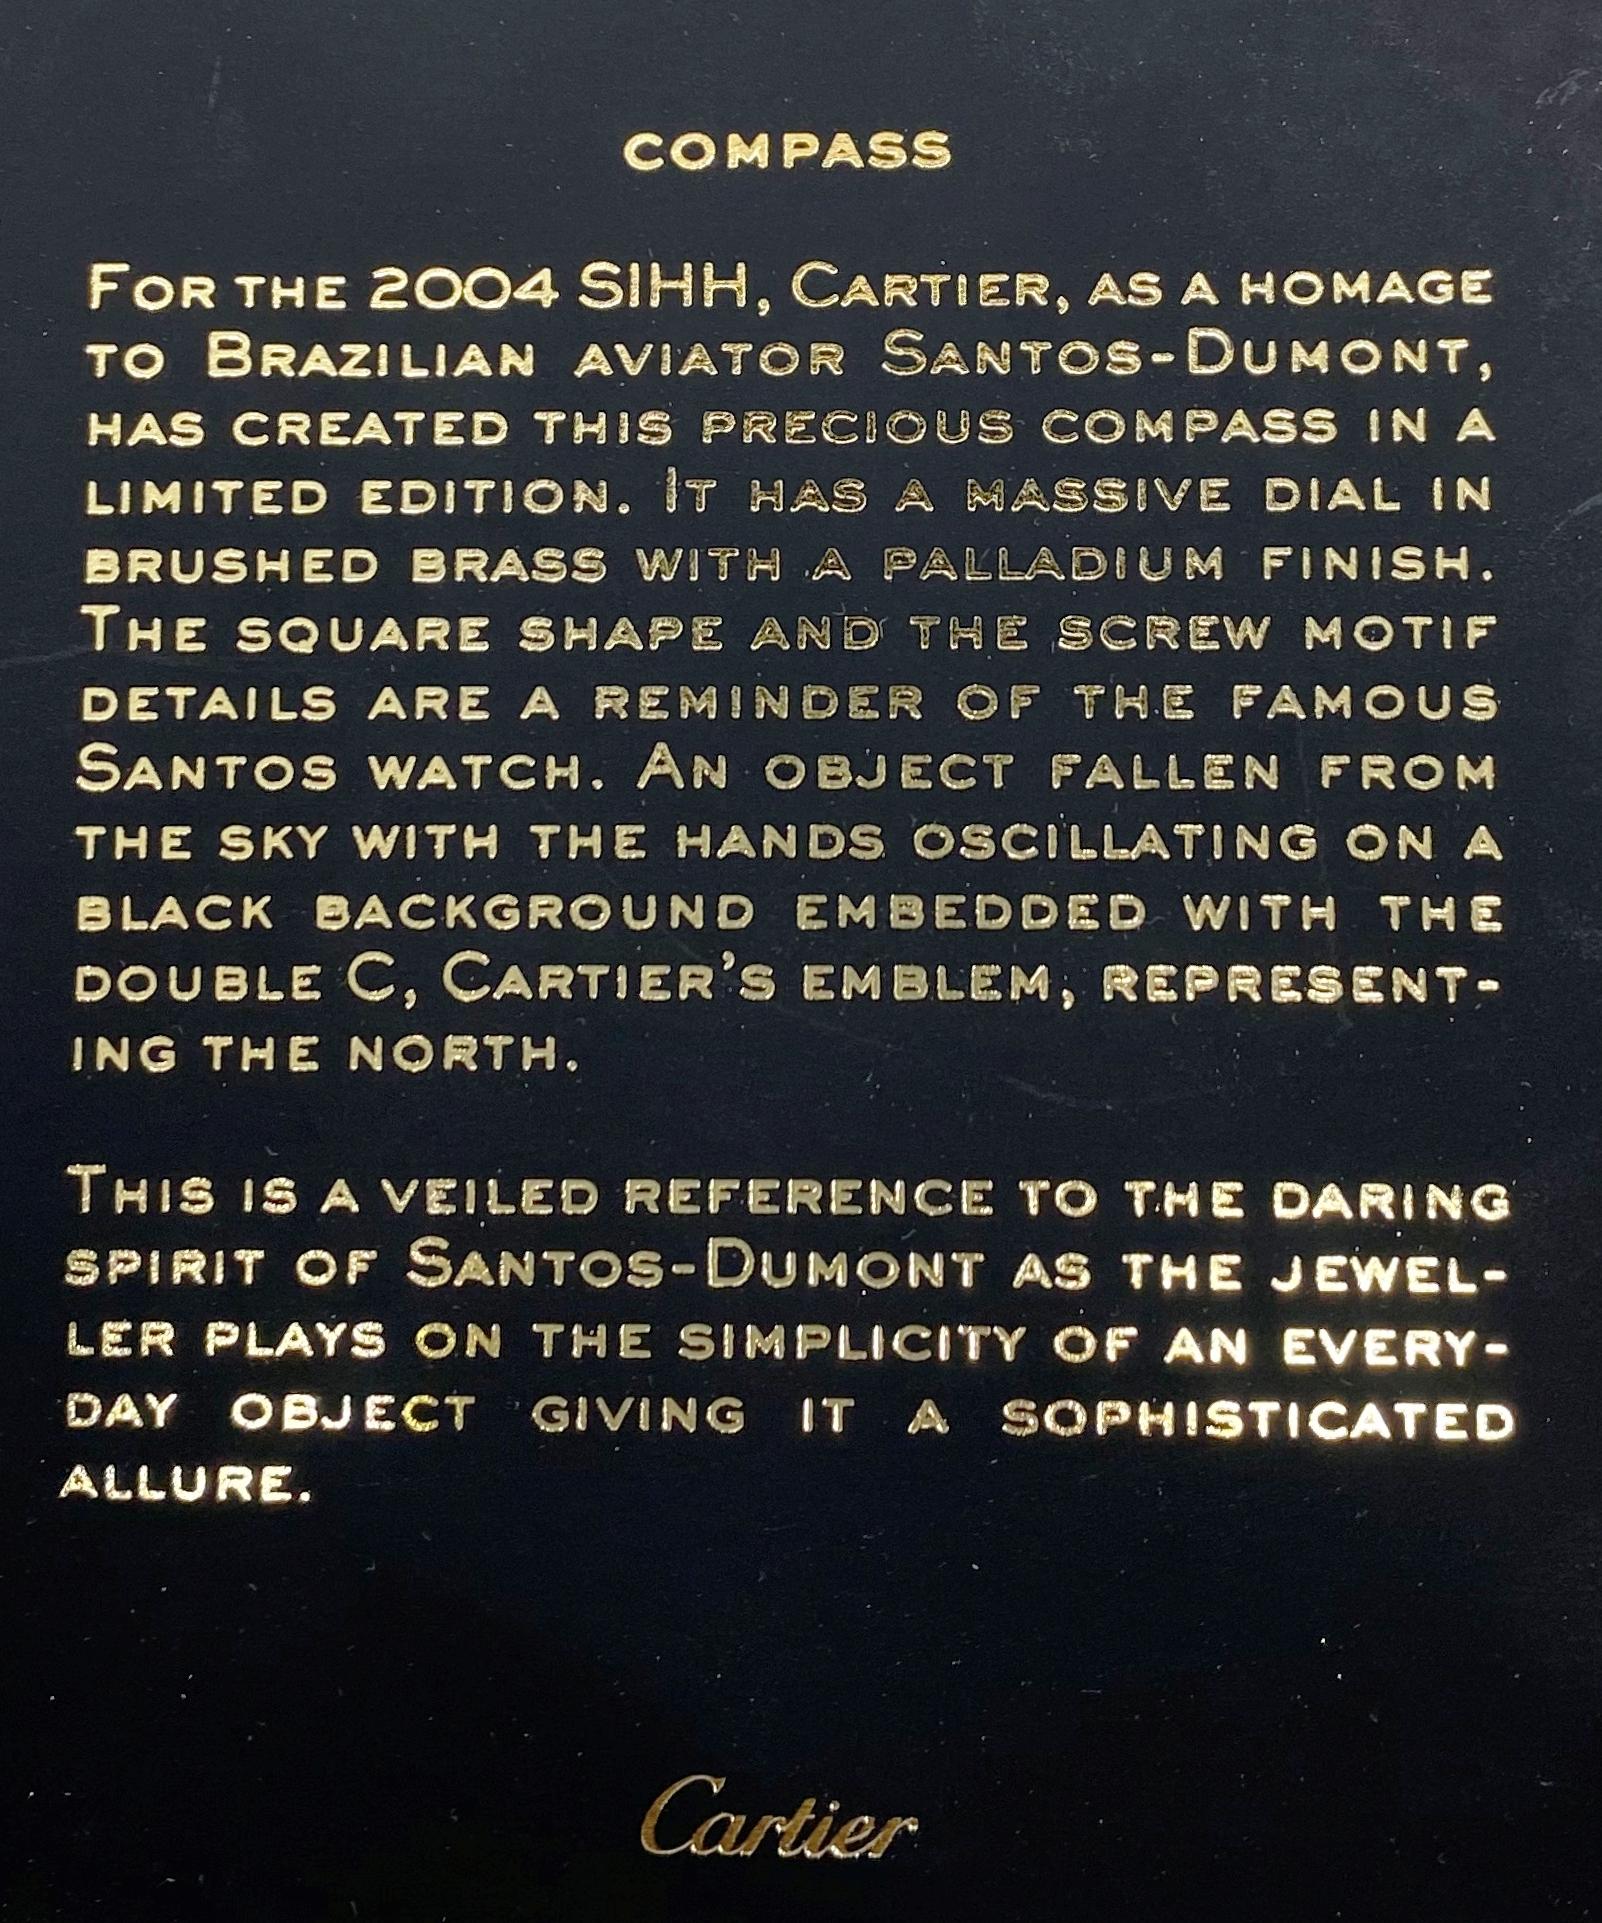 COMPASS
FOR THE 2004 SIHH, CARTIER, AS A HOMAGE
TO BRAZILIAN AVIATOR SANTOS-DUMONT,
HAS CREATED THIS PRECIOUS COMPASS IN A
LIMITED EDITION. IT HAS A MASSIVE DIAL IN
BRUSHED BRASS WITH A PALLADIUM FINISH.
THE SQUARE SHAPE AND THE SCREW MOTIF
DETAILS ARE A REMINDER OF THE FAMOUS
SANTOS WATCH. AN OBJECT FALLEN FROM
THE SKY WITH THE HANDS OSCILLATING ON A
BLACK BACKGROUND EMBEDDED WITH THE
DOUBLE C, CARTIER'S EMBLEM, REPRESENT-
ING THE NORTH.
THIS IS A VEILED REFERENCE TO THE DARING
SPIRIT OF SANTOS-DUMONT AS THE JEWEL-
LER PLAYS ON THE SIMPLICITY OF AN EVERY-
DAY OBJECT GIVING IT A SOPHISTICATED
ALLURE.
Cartier